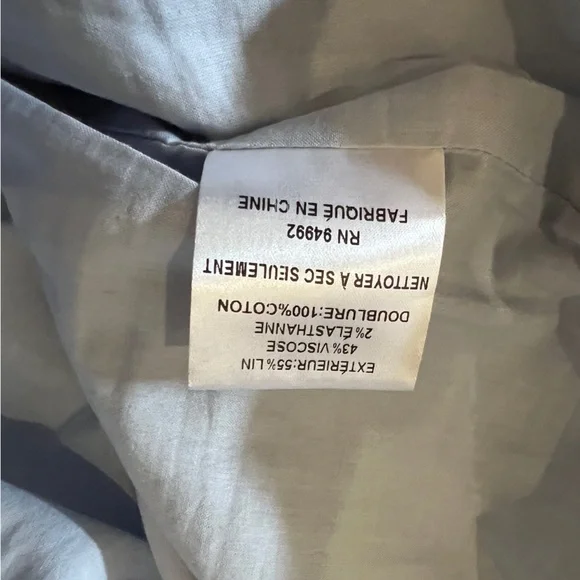 EXTÉRIEUR:55%LIN
43%VISCOSE
2%ÉLASTHANNE
DOUBLURE:100%COTON
NETTOYER À SEC SEULEMENT
RN 94992
FABRIQUÉ EN CHINE